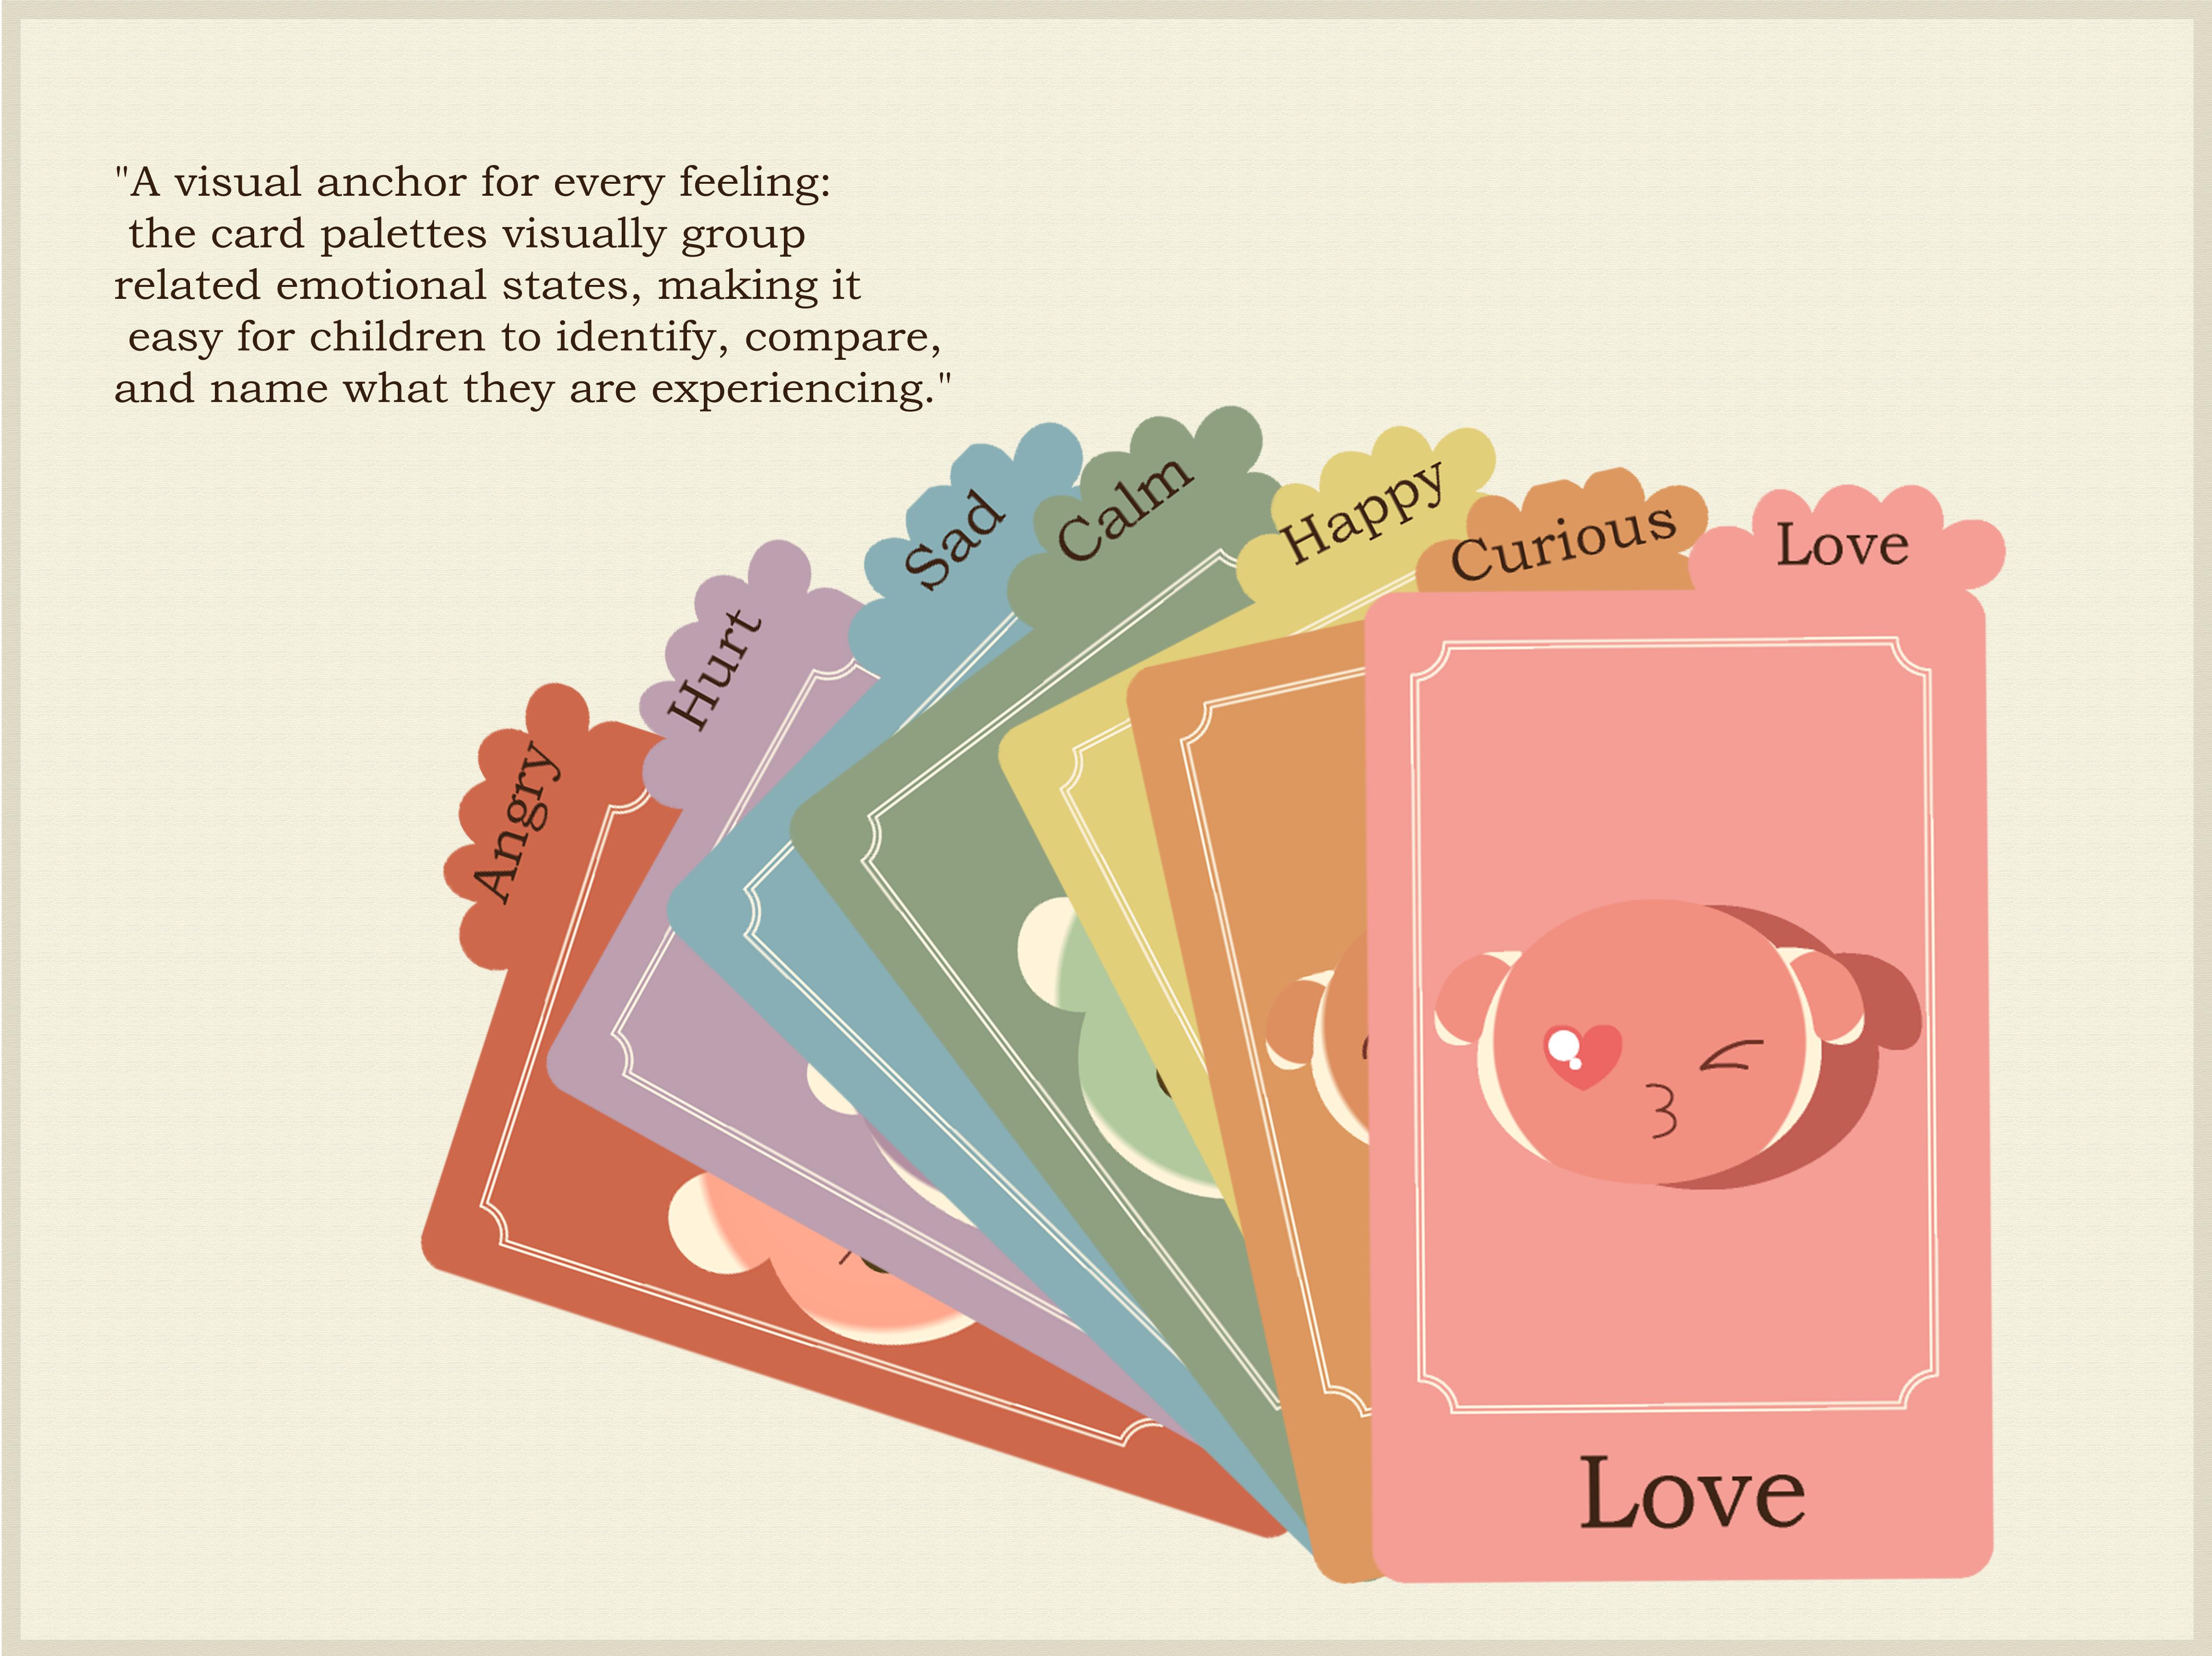 "A visual anchor for every feeling:
the card palettes visually group
related emotional states, making it
easy for children to identify, compare,
and name what they are experiencing."
Angry
Hurt
Sad
Calm
Happy
Curious
Love
Love